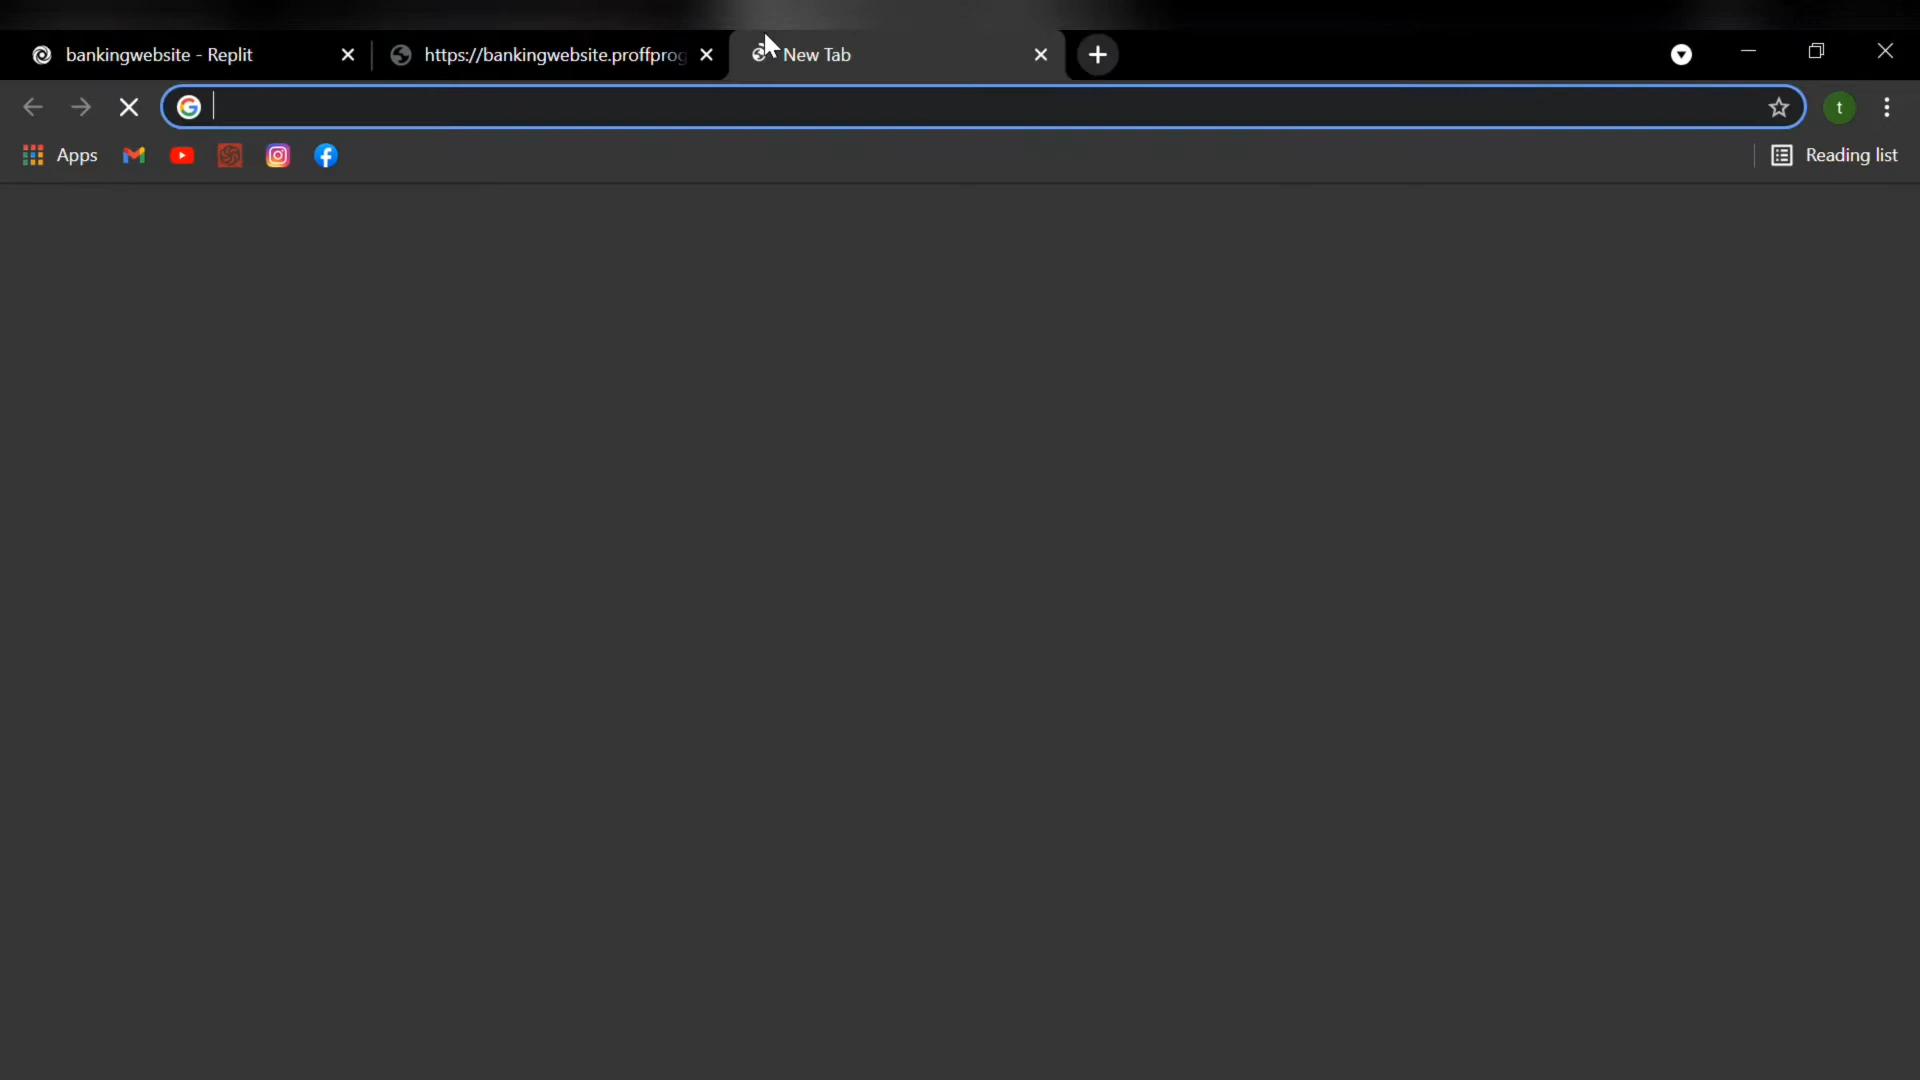 bankingwebsite - Replit
https://bankingwebsite.proffprog
New Tab
t
Apps
Reading list